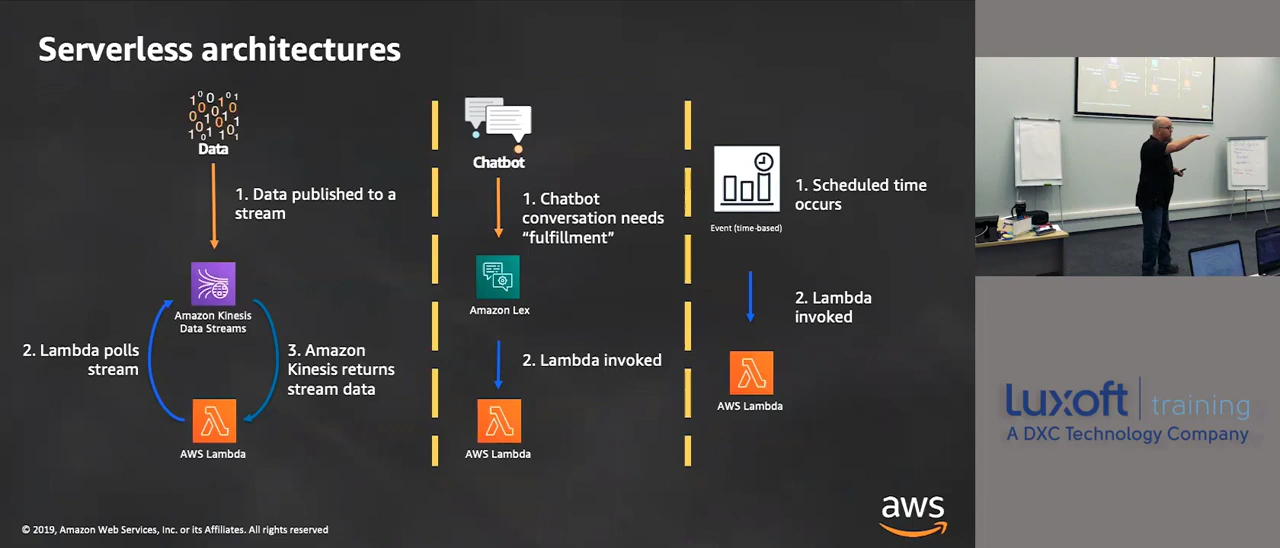 Serverless architectures
Data
1. Data published to a
stream
Amazon Kinesis
Data Streams
2. Lambda polls
stream
3. Amazon
Kinesis returns
stream data
AWS Lambda
Chatbot
1. Chatbot
conversation needs
“fulfillment”
Amazon Lex
2. Lambda invoked
AWS Lambda
Event (time-based)
1. Scheduled time
occurs
2. Lambda
invoked
AWS Lambda
© 2019, Amazon Web Services, Inc. or its Affiliates. All rights reserved
aws
Luxoft | training
A DXC Technology Company